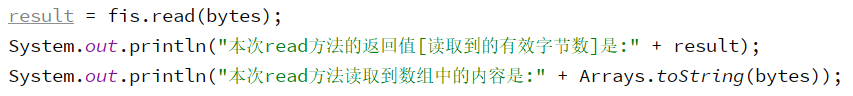 result = fis.read(bytes);
System.out.println("本次read方法的返回值[读取到的有效字节数]是:" + result);
System.out.println("本次read方法读取到数组中的内容是:" + Arrays.toString(bytes));